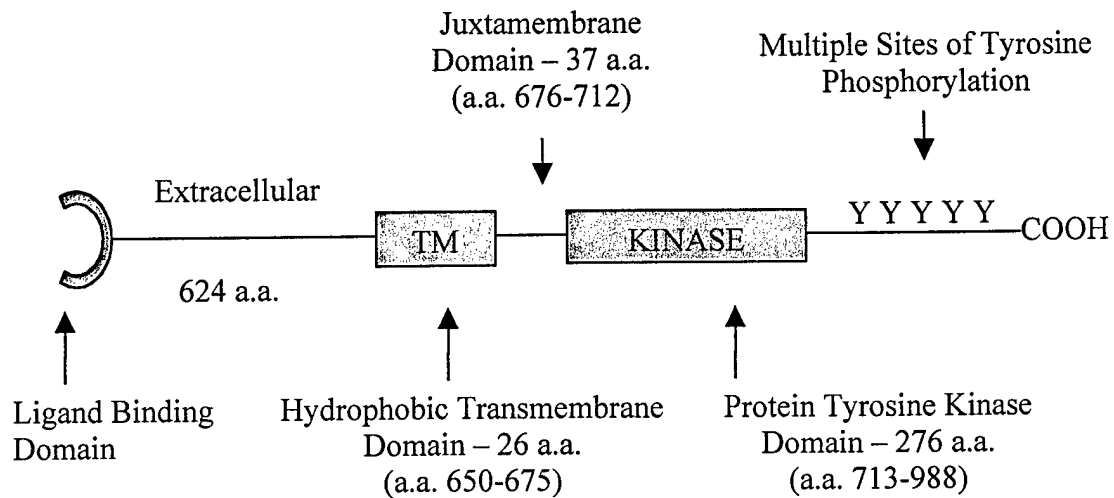 Juxtamembrane
Domain – 37 a.a.
(a.a. 676-712)
Multiple Sites of Tyrosine
Phosphorylation
Extracellular
TM
KINASE
Y Y Y Y Y
COOH
624 a.a.
Ligand Binding
Domain
Hydrophobic Transmembrane
Domain – 26 a.a.
(a.a. 650-675)
Protein Tyrosine Kinase
Domain – 276 a.a.
(a.a. 713-988)